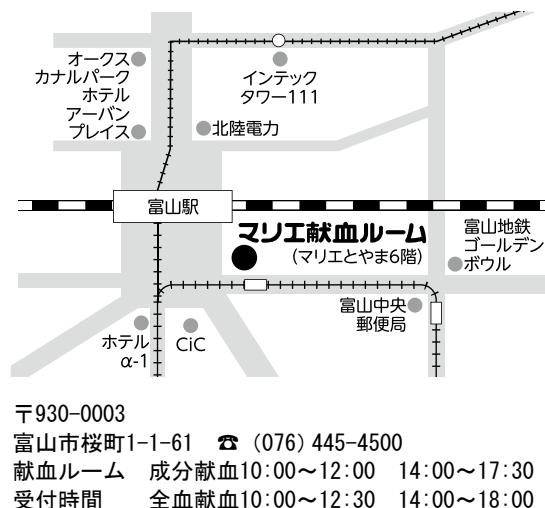 オークス
カナルパーク
ホテル
アーバン
プレイス
インテック
タワー111
北陸電力
富山駅
マリエ献血ルーム
(マリエとやま6階)
富山地鉄
ゴールデン
ボウル
富山中央
郵便局
ホテル
α-1
CiC
〒930-0003
富山市桜町1-1-61 ☎ (076) 445-4500
献血ルーム 成分献血10:00～12:00 14:00～17:30
受付時間 全血献血10:00～12:30 14:00～18:00